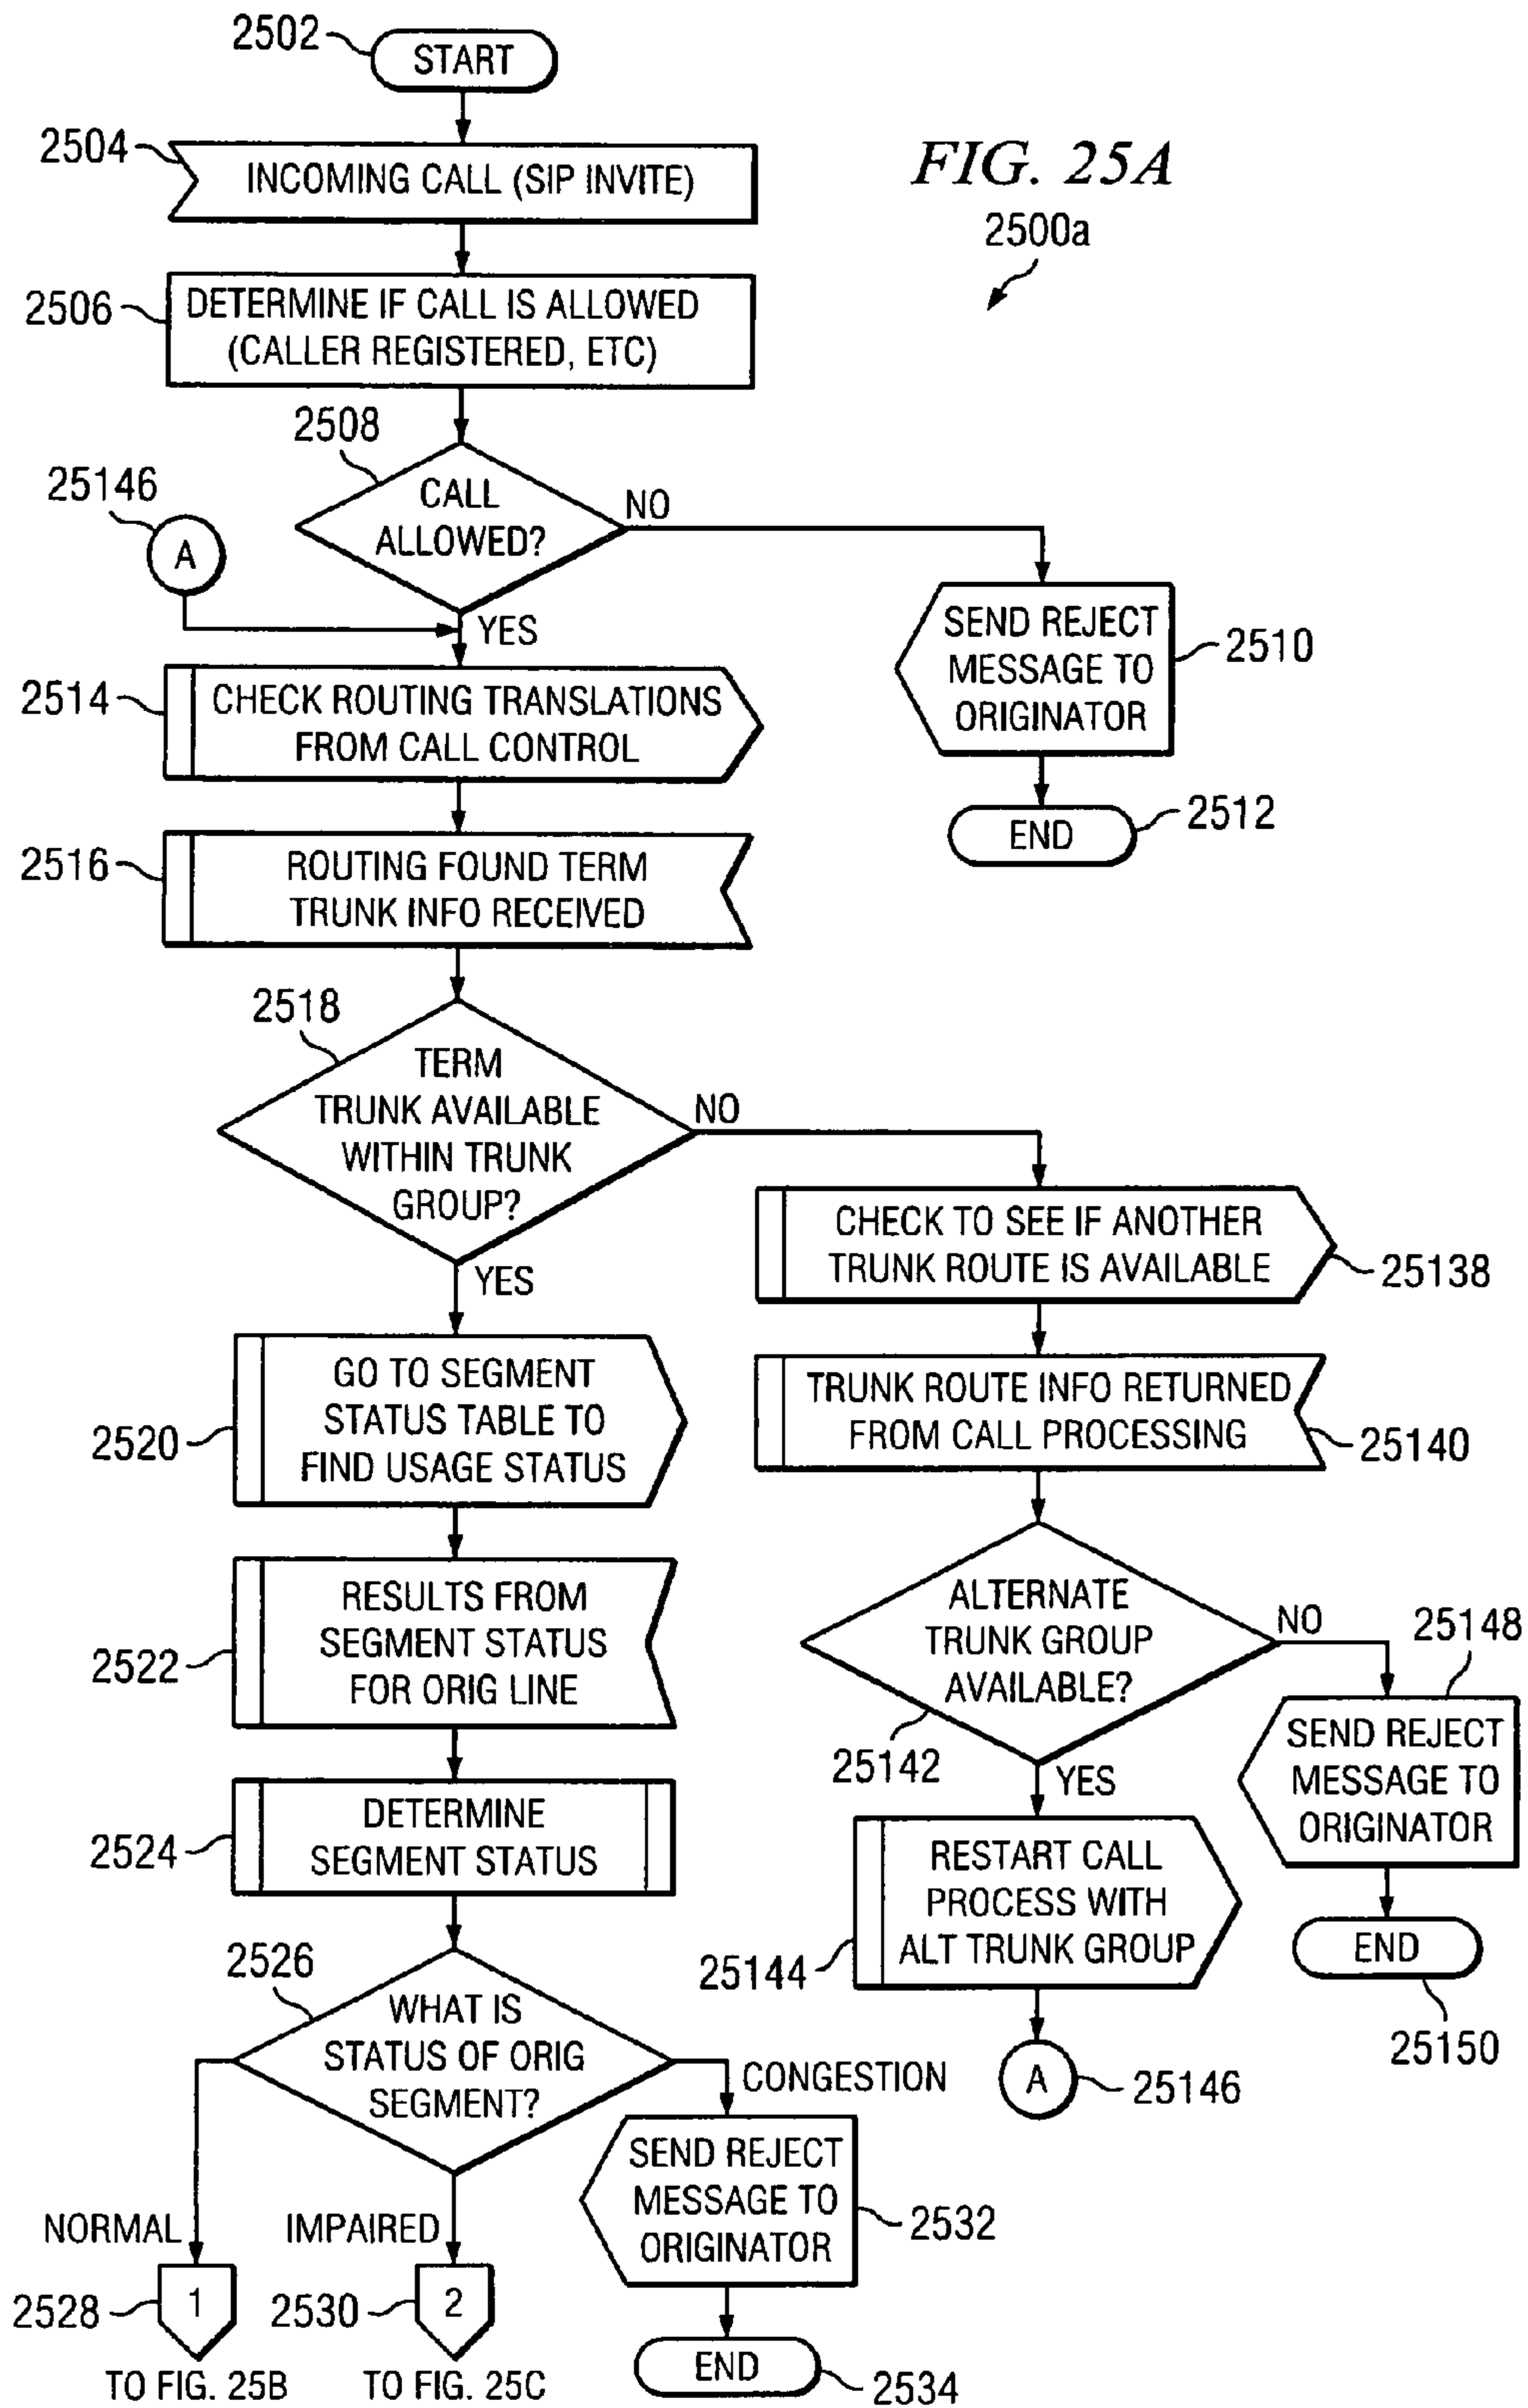 2502
START
2504
INCOMING CALL (SIP INVITE)
FIG. 25A
2500a
2506
DETERMINE IF CALL IS ALLOWED
(CALLER REGISTERED, ETC)
2508
CALL
ALLOWED?
NO
25146
A
YES
SEND REJECT
MESSAGE TO
ORIGINATOR
2510
END
2512
2514
CHECK ROUTING TRANSLATIONS
FROM CALL CONTROL
2516
ROUTING FOUND TERM
TRUNK INFO RECEIVED
2518
TERM
TRUNK AVAILABLE
WITHIN TRUNK
GROUP?
NO
YES
CHECK TO SEE IF ANOTHER
TRUNK ROUTE IS AVAILABLE
25138
TRUNK ROUTE INFO RETURNED
FROM CALL PROCESSING
25140
2520
GO TO SEGMENT
STATUS TABLE TO
FIND USAGE STATUS
2522
RESULTS FROM
SEGMENT STATUS
FOR ORIG LINE
ALTERNATE
TRUNK GROUP
AVAILABLE?
25142
NO
YES
25148
SEND REJECT
MESSAGE TO
ORIGINATOR
END
25150
2524
DETERMINE
SEGMENT STATUS
25144
RESTART CALL
PROCESS WITH
ALT TRUNK GROUP
A
25146
2526
WHAT IS
STATUS OF ORIG
SEGMENT?
CONGESTION
NORMAL
IMPAIRED
SEND REJECT
MESSAGE TO
ORIGINATOR
2532
2528
1
2530
2
TO FIG. 25B
TO FIG. 25C
END
2534